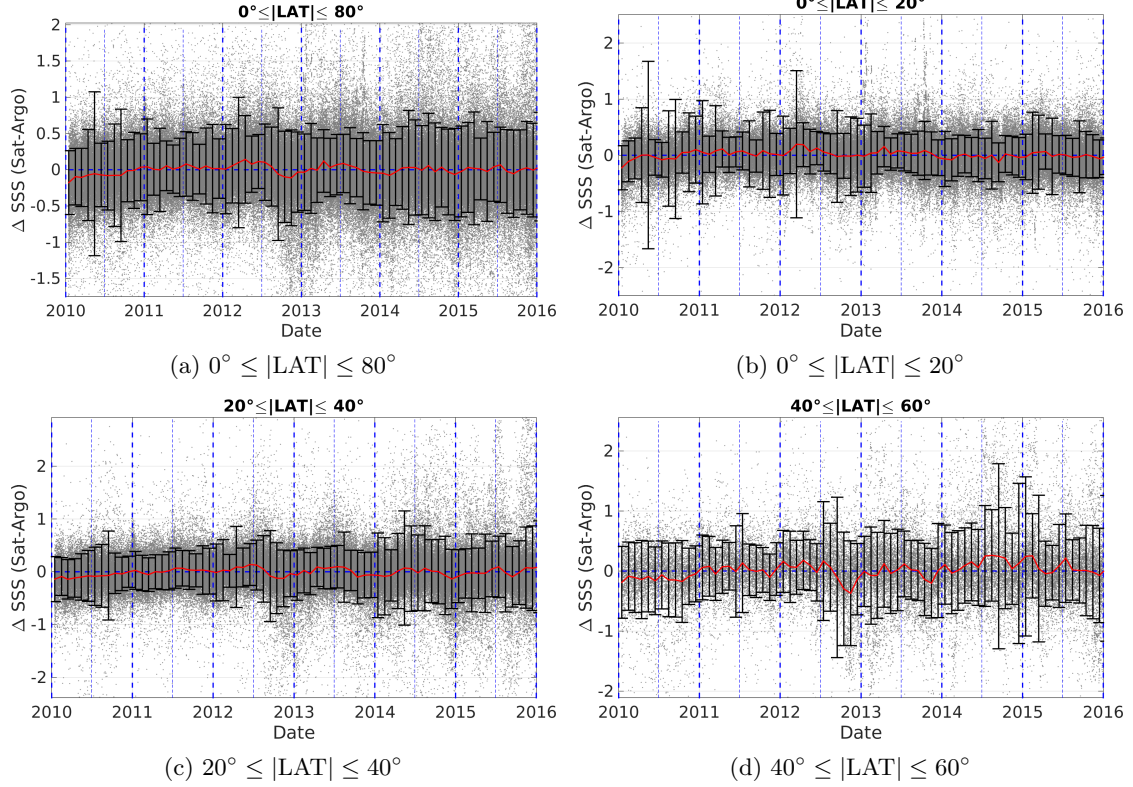 0°≤|LAT|≤ 80°
Δ SSS (Sat-Argo)
2
1.5
1
0.5
0
-0.5
-1
-1.5
2010 2011 2012 2013 2014 2015 2016
Date
(a) 0° ≤ |LAT| ≤ 80°
0°≤|LAT|≤ 20°
Δ SSS (Sat-Argo)
2
1
0
-1
-2
2010 2011 2012 2013 2014 2015 2016
Date
(b) 0° ≤ |LAT| ≤ 20°
20°≤|LAT|≤ 40°
Δ SSS (Sat-Argo)
2
1
0
-1
-2
2010 2011 2012 2013 2014 2015 2016
Date
(c) 20° ≤ |LAT| ≤ 40°
40°≤|LAT|≤ 60°
Δ SSS (Sat-Argo)
2
1
0
-1
-2
2010 2011 2012 2013 2014 2015 2016
Date
(d) 40° ≤ |LAT| ≤ 60°